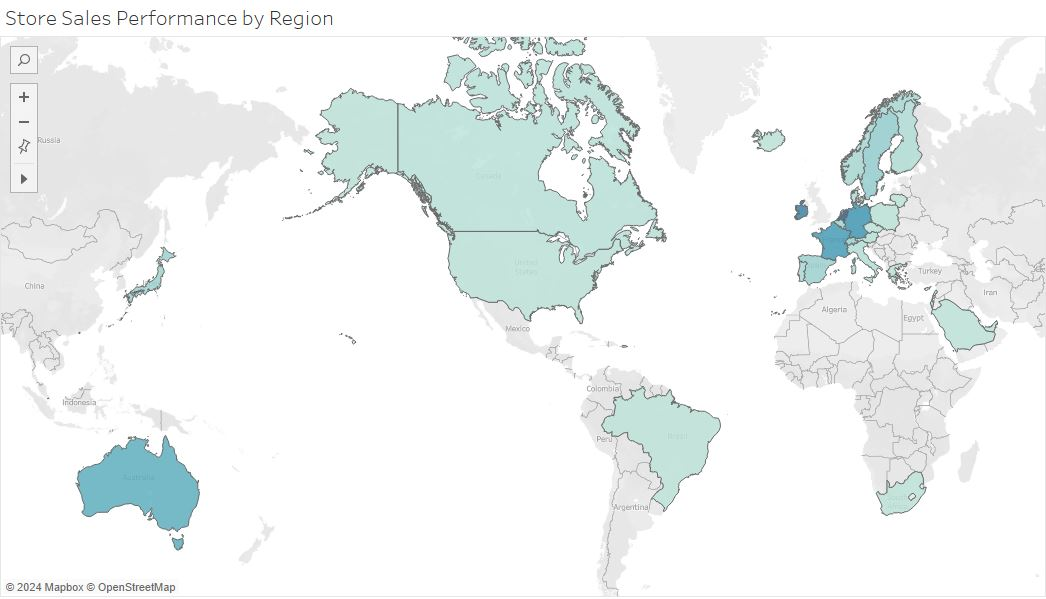 Store Sales Performance by Region
Russia
Canada
United
States
China
Turkey
Iran
Algeria
Egypt
Mexico
Indonesia
Colombia
Peru
Brazil
Australia
Argentina
© 2024 Mapbox © OpenStreetMap